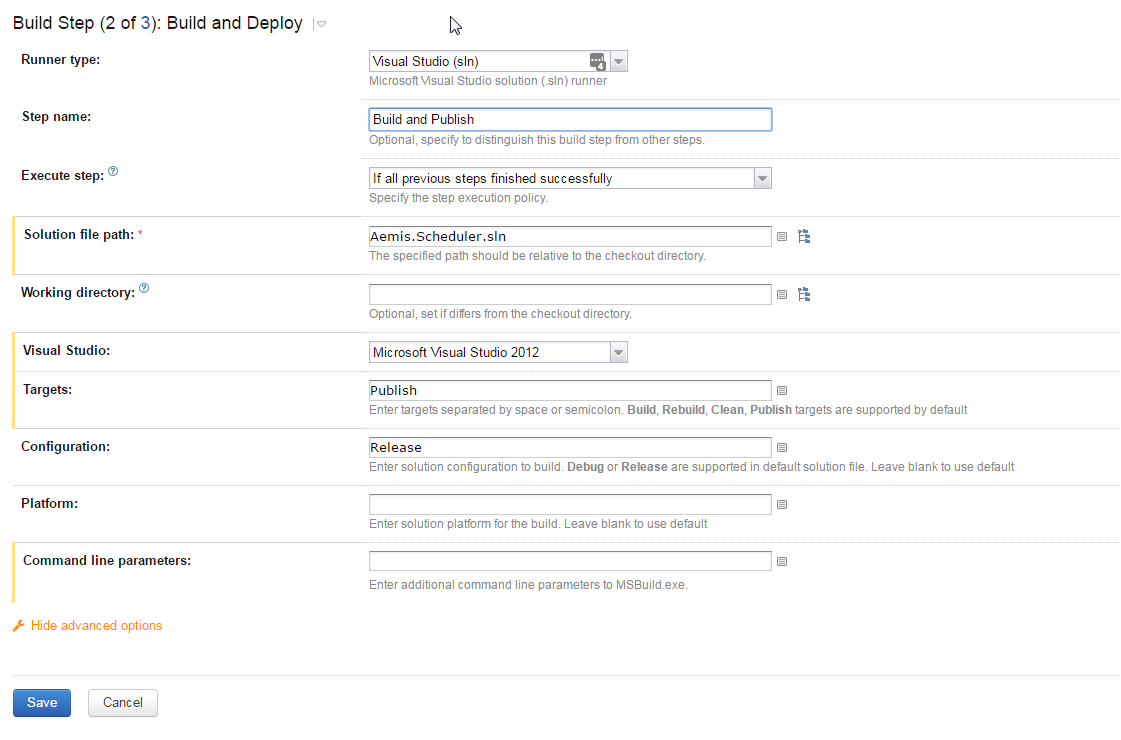 Build Step (2 of 3): Build and Deploy
Runner type:
Visual Studio (sln)
4
Microsoft Visual Studio solution (.sln) runner
Step name:
Build and Publish
Optional, specify to distinguish this build step from other steps.
Execute step: ?
If all previous steps finished successfully
Specify the step execution policy.
Solution file path: *
Aemis.Scheduler.sln
The specified path should be relative to the checkout directory.
Working directory: ?
Optional, set if differs from the checkout directory.
Visual Studio:
Microsoft Visual Studio 2012
Targets:
Publish
Enter targets separated by space or semicolon. Build, Rebuild, Clean, Publish targets are supported by default
Configuration:
Release
Enter solution configuration to build. Debug or Release are supported in default solution file. Leave blank to use default
Platform:
Enter solution platform for the build. Leave blank to use default
Command line parameters:
Enter additional command line parameters to MSBuild.exe.
Hide advanced options
Save
Cancel